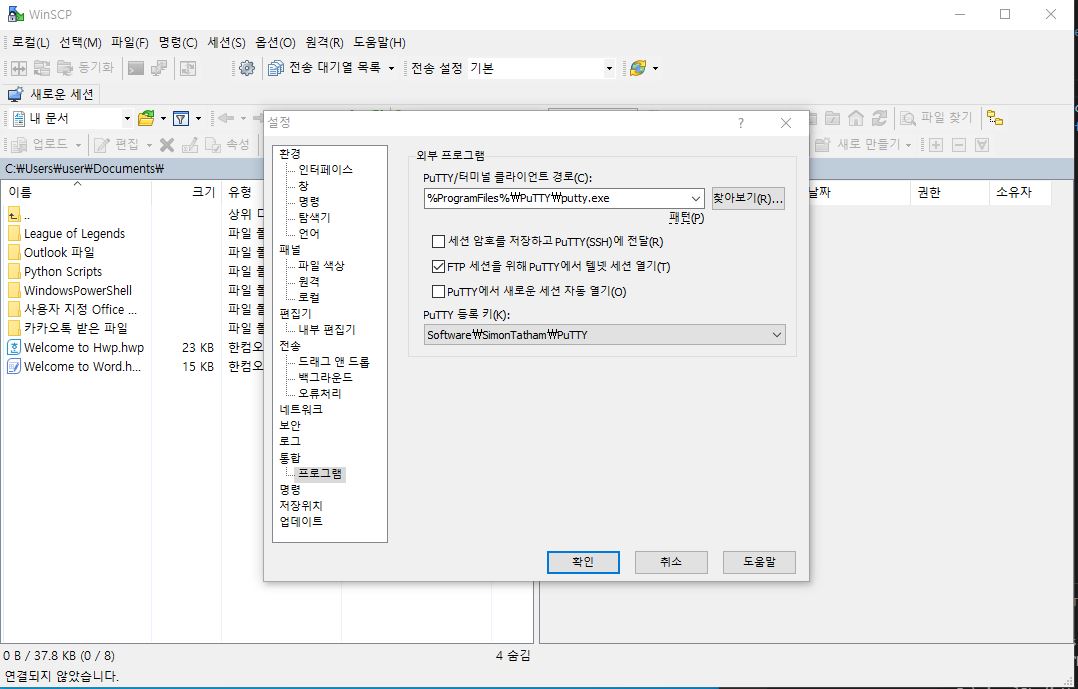 WinSCP
로컬(L) 선택(M) 파일(F) 명령(C) 세션(S) 옵션(O) 원격(R) 도움말(H)
동기화 전송 대기열 목록 전송 설정 기본
새로운 세션
내 문서 파일 찾기
업로드 편집 속성 새로 만들기
C:₩Users₩user₩Documents₩
이름 크기 유형 날짜 권한 소유자
.. 상위 디
League of Legends 파일 폴
Outlook 파일 파일 폴
Python Scripts 파일 폴
WindowsPowerShell 파일 폴
사용자 지정 Office ... 파일 폴
카카오톡 받은 파일 파일 폴
Welcome to Hwp.hwp 23 KB 한컴오
Welcome to Word.h... 15 KB 한컴오
설정
?
환경
인터페이스
창
명령
탐색기
언어
패널
파일 색상
원격
로컬
편집기
내부 편집기
전송
드래그 앤 드롭
백그라운드
오류처리
네트워크
보안
로그
통합
프로그램
명령
저장위치
업데이트
외부 프로그램
PuTTY/터미널 클라이언트 경로(C):
%ProgramFiles%₩PuTTY₩putty.exe 찾아보기(R)...
패턴(P)
세션 암호를 저장하고 PuTTY(SSH)에 전달(R)
FTP 세션을 위해 PuTTY에서 텔넷 세션 열기(T)
PuTTY에서 새로운 세션 자동 열기(O)
PuTTY 등록 키(K):
Software₩SimonTatham₩PuTTY
확인 취소 도움말
0 B / 37.8 KB (0 / 8) 4 숨김
연결되지 않았습니다.